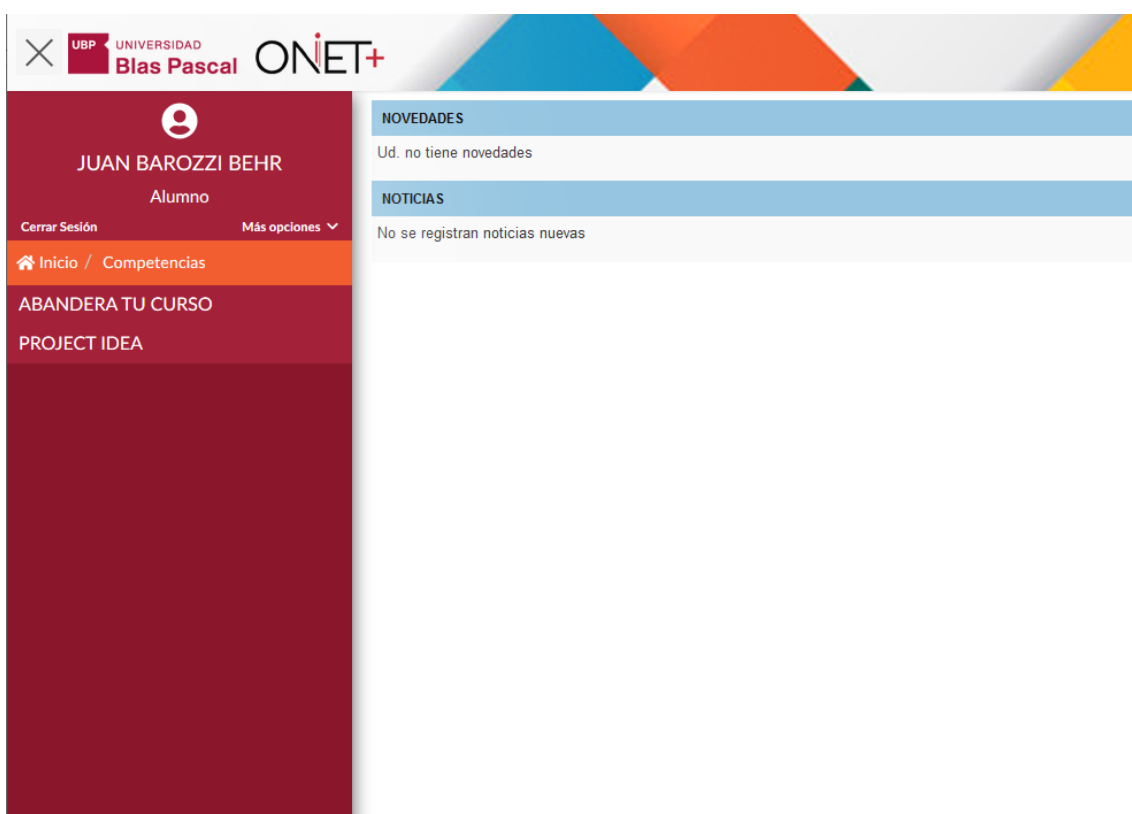 UBP UNIVERSIDAD
Blas Pascal
ONiET+
JUAN BAROZZI BEHR
Alumno
Cerrar Sesión Más opciones
Inicio / Competencias
ABANDERA TU CURSO
PROJECT IDEA
NOVEDADES
Ud. no tiene novedades
NOTICIAS
No se registran noticias nuevas